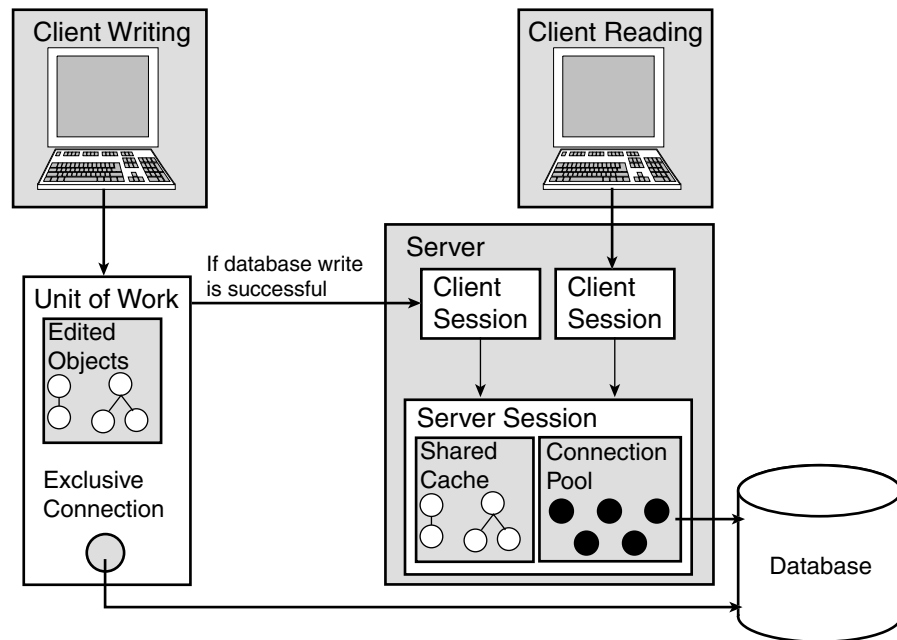 Client Writing
Client Reading
If database write
is successful
Server
Unit of Work
Edited
Objects
Exclusive
Connection
Client
Session
Client
Session
Server Session
Shared
Cache
Connection
Pool
Database